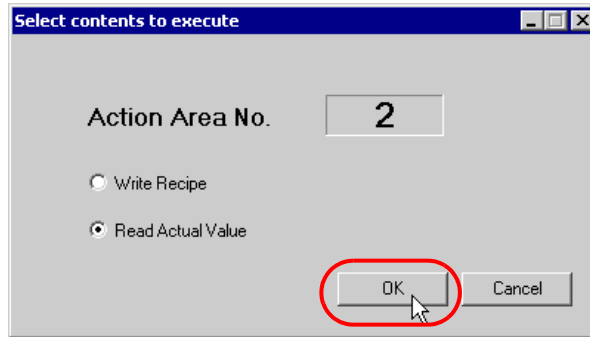 Select contents to execute
Action Area No. 2
Write Recipe
Read Actual Value
OK Cancel